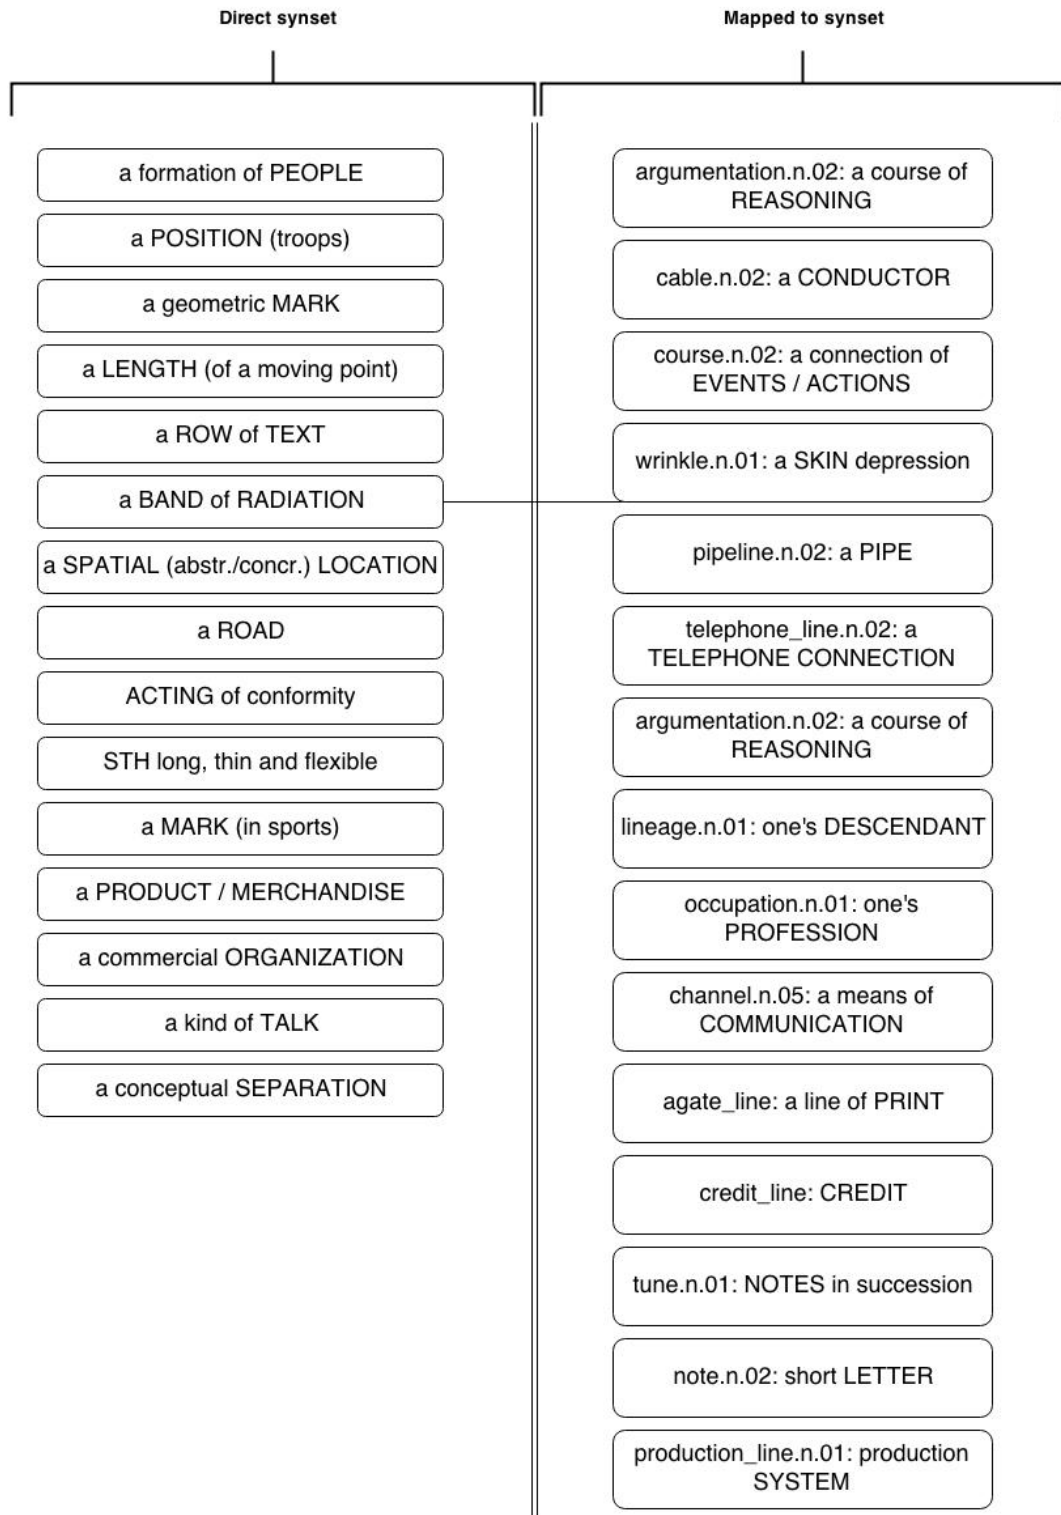 Direct synset
Mapped to synset
a formation of PEOPLE
a POSITION (troops)
a geometric MARK
a LENGTH (of a moving point)
a ROW of TEXT
a BAND of RADIATION
a SPATIAL (abstr./concr.) LOCATION
a ROAD
ACTING of conformity
STH long, thin and flexible
a MARK (in sports)
a PRODUCT / MERCHANDISE
a commercial ORGANIZATION
a kind of TALK
a conceptual SEPARATION
argumentation.n.02: a course of
REASONING
cable.n.02: a CONDUCTOR
course.n.02: a connection of
EVENTS / ACTIONS
wrinkle.n.01: a SKIN depression
pipeline.n.02: a PIPE
telephone_line.n.02: a
TELEPHONE CONNECTION
argumentation.n.02: a course of
REASONING
lineage.n.01: one's DESCENDANT
occupation.n.01: one's
PROFESSION
channel.n.05: a means of
COMMUNICATION
agate_line: a line of PRINT
credit_line: CREDIT
tune.n.01: NOTES in succession
note.n.02: short LETTER
production_line.n.01: production
SYSTEM